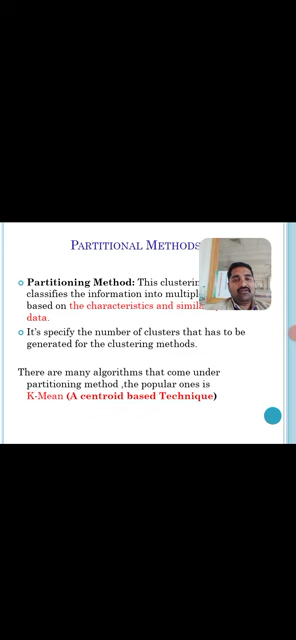 PARTITIONAL METHODS
Partitioning Method: This clustering
classifies the information into multipl
based on the characteristics and simila
data.
It's specify the number of clusters that has to be
generated for the clustering methods.
There are many algorithms that come under
partitioning method ,the popular ones is
K-Mean (A centroid based Technique)